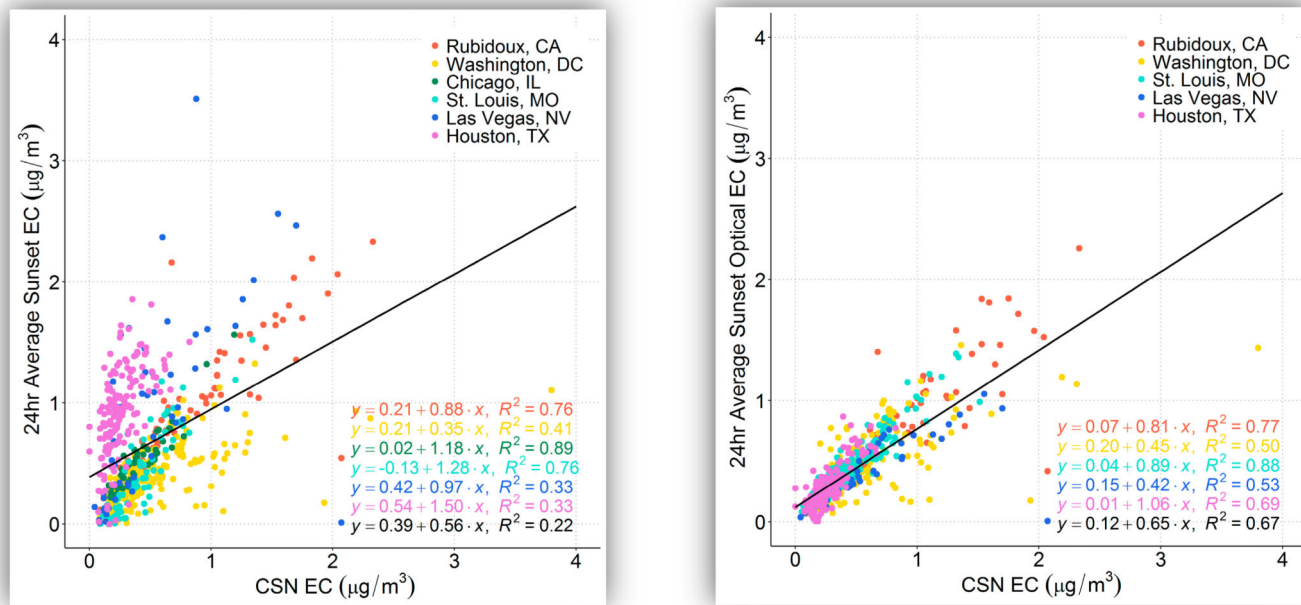 4
3
2
1
0
24hr Average Sunset EC (μg/m³)
Rubidoux, CA
Washington, DC
Chicago, IL
St. Louis, MO
Las Vegas, NV
Houston, TX
y = 0.21 + 0.88 · x, R² = 0.76
y = 0.21 + 0.35 · x, R² = 0.41
y = 0.02 + 1.18 · x, R² = 0.89
y = -0.13 + 1.28 · x, R² = 0.76
y = 0.42 + 0.97 · x, R² = 0.33
y = 0.54 + 1.50 · x, R² = 0.33
y = 0.39 + 0.56 · x, R² = 0.22
0 1 2 3 4
CSN EC (μg/m³)
4
3
2
1
0
24hr Average Sunset Optical EC (μg/m³)
Rubidoux, CA
Washington, DC
St. Louis, MO
Las Vegas, NV
Houston, TX
y = 0.07 + 0.81 · x, R² = 0.77
y = 0.20 + 0.45 · x, R² = 0.50
y = 0.04 + 0.89 · x, R² = 0.88
y = 0.15 + 0.42 · x, R² = 0.53
y = 0.01 + 1.06 · x, R² = 0.69
y = 0.12 + 0.65 · x, R² = 0.67
0 1 2 3 4
CSN EC (μg/m³)